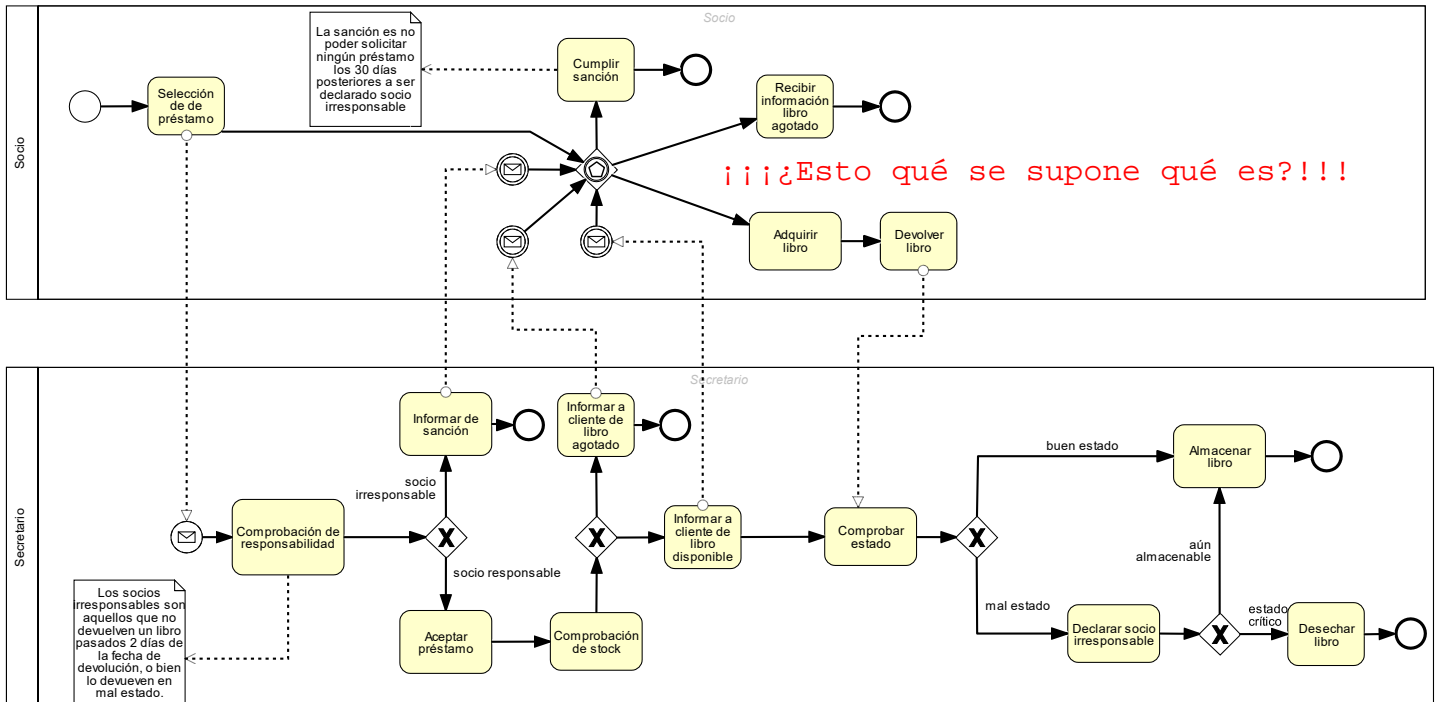 Socio
Socio
La sanción es no
poder solicitar
ningún préstamo
los 30 días
posteriores a ser
declarado socio
irresponsable
Cumplir
sanción
Selección
de de
préstamo
Recibir
información
libro
agotado
¡¡¡¿Esto qué se supone qué es?!!!
Adquirir
libro
Devolver
libro
Secretario
Secretario
Informar de
sanción
Informar a
cliente de
libro
agotado
buen estado
Almacenar
libro
socio
irresponsable
Comprobación de
responsabilidad
X
X
Informar a
cliente de
libro
disponible
Comprobar
estado
X
aún
almacenable
socio responsable
Los socios
irresponsables son
aquellos que no
devuelven un libro
pasados 2 días de
la fecha de
devolución, o bien
lo devueven en
mal estado.
Aceptar
préstamo
Comprobación
de stock
mal estado
Declarar socio
irresponsable
X
estado
crítico
Desechar
libro